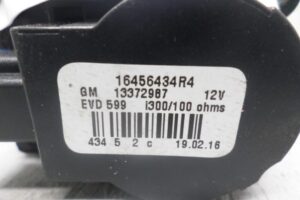 16456434R4
GM 13372987 12V
EVD 599 i300/100 ohms
434 5 2 c 19.02.16